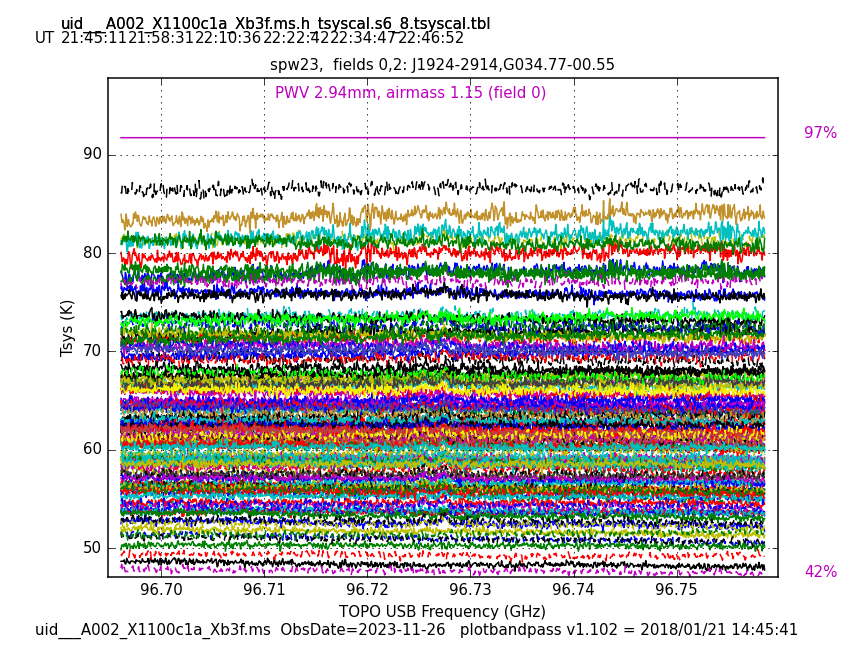 uid___A002_X1100c1a_Xb3f.ms.h_tsyscal.s6_8.tsyscal.tbl
UT 21:45:11 21:58:31 22:10:36 22:22:42 22:34:47 22:46:52
spw23, fields 0,2: J1924-2914,G034.77-00.55
PWV 2.94mm, airmass 1.15 (field 0)
97%
90
80
Tsys (K)
70
60
50
42%
96.70 96.71 96.72 96.73 96.74 96.75
TOPO USB Frequency (GHz)
uid___A002_X1100c1a_Xb3f.ms ObsDate=2023-11-26 plotbandpass v1.102 = 2018/01/21 14:45:41